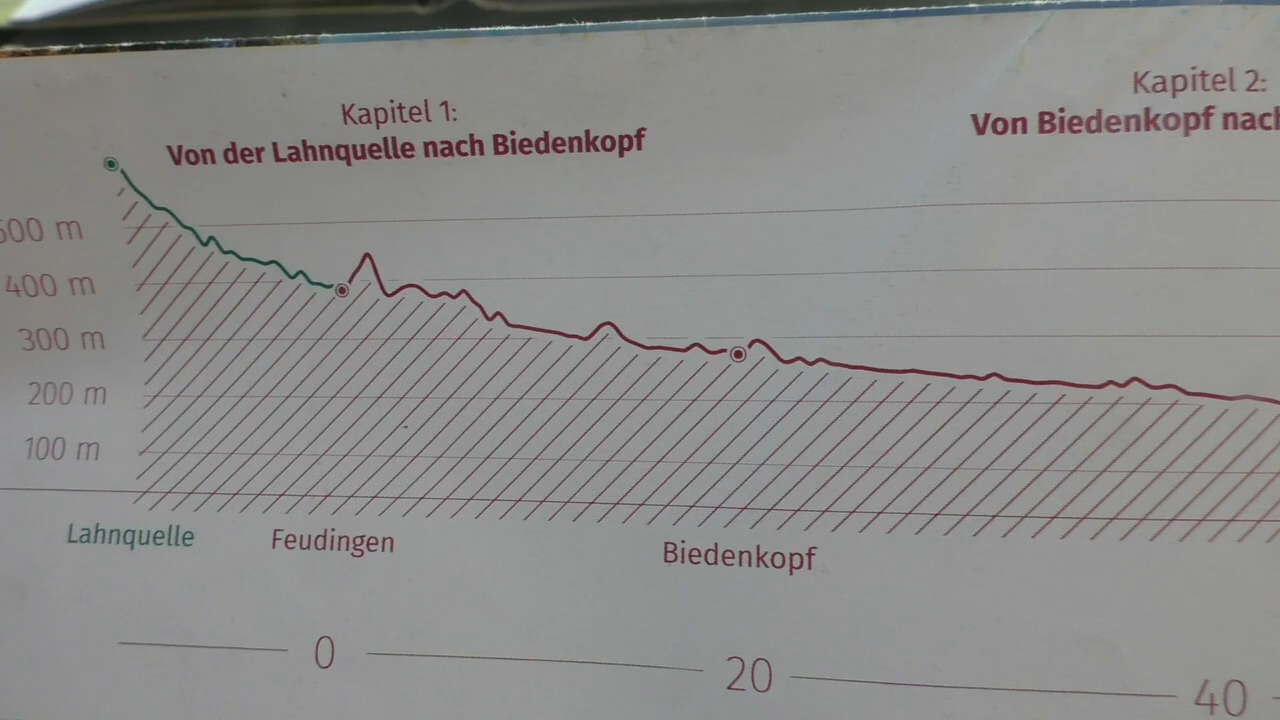 Kapitel 1:
Von der Lahnquelle nach Biedenkopf
Kapitel 2:
Von Biedenkopf nach
500 m
400 m
300 m
200 m
100 m
Lahnquelle
Feudingen
Biedenkopf
0
20
40